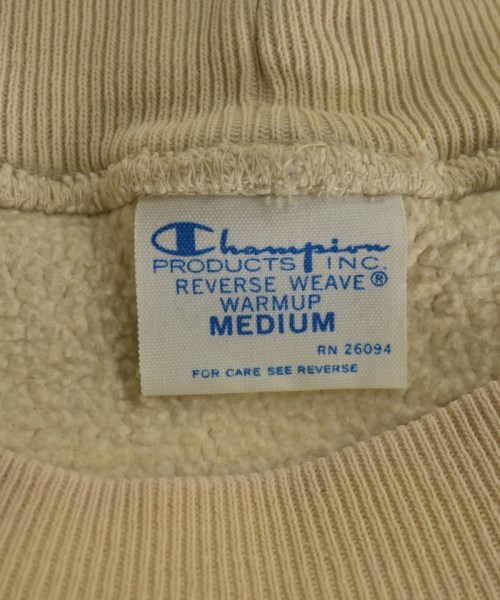 Champion
PRODUCTS INC.
REVERSE WEAVE®
WARMUP
MEDIUM
RN 26094
FOR CARE SEE REVERSE